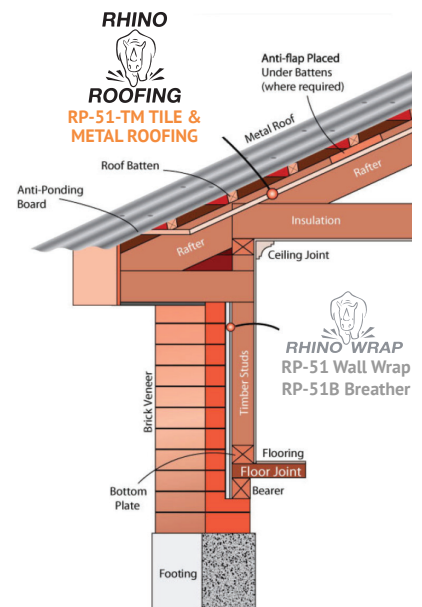 RHINO
ROOFING
RP-51-TM TILE &
METAL ROOFING
Anti-flap Placed
Under Battens
(where required)
Metal Roof
Roof Batten
Rafter
Anti-Ponding
Board
Insulation
Rafter
Ceiling Joint
RHINO WRAP
RP-51 Wall Wrap
RP-51B Breather
Timber Studs
Brick Veneer
Flooring
Floor Joint
Bottom
Plate
Bearer
Footing